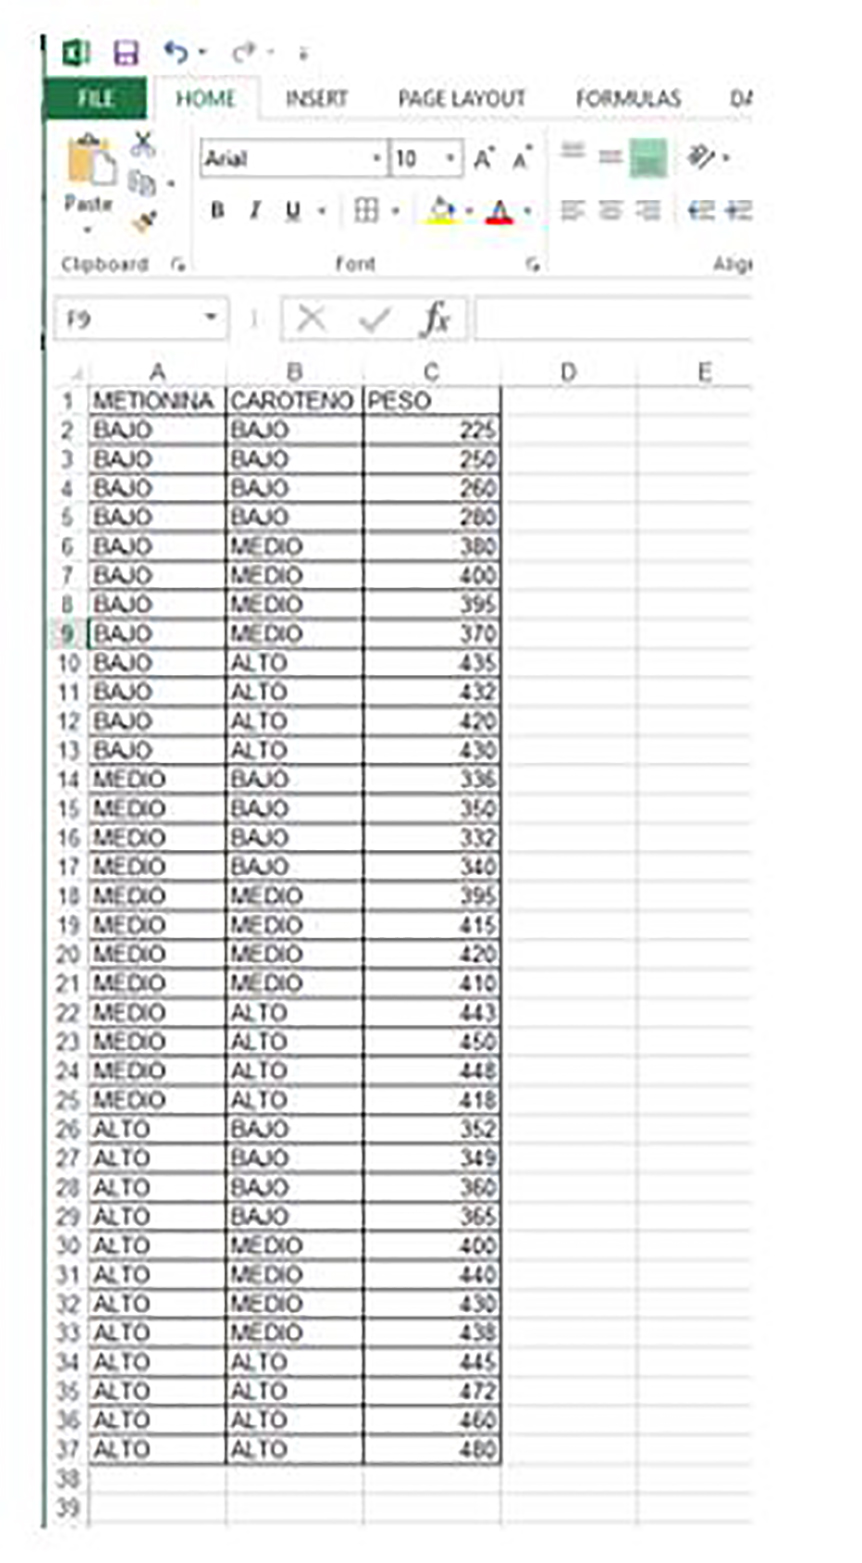 FILE HOME INSERT PAGE LAYOUT FORMULAS DA
Arial 10 A A
Paste B I U A
Clipboard Font Align
F9 fx
A B C D E
1 METIONINA CAROTENO PESO
2 BAJO BAJO 225
3 BAJO BAJO 250
4 BAJO BAJO 260
5 BAJO BAJO 280
6 BAJO MEDIO 380
7 BAJO MEDIO 400
8 BAJO MEDIO 395
9 BAJO MEDIO 370
10 BAJO ALTO 435
11 BAJO ALTO 432
12 BAJO ALTO 420
13 BAJO ALTO 430
14 MEDIO BAJO 336
15 MEDIO BAJO 350
16 MEDIO BAJO 332
17 MEDIO BAJO 340
18 MEDIO MEDIO 395
19 MEDIO MEDIO 415
20 MEDIO MEDIO 420
21 MEDIO MEDIO 410
22 MEDIO ALTO 443
23 MEDIO ALTO 450
24 MEDIO ALTO 448
25 MEDIO ALTO 418
26 ALTO BAJO 352
27 ALTO BAJO 349
28 ALTO BAJO 360
29 ALTO BAJO 365
30 ALTO MEDIO 400
31 ALTO MEDIO 440
32 ALTO MEDIO 430
33 ALTO MEDIO 438
34 ALTO ALTO 445
35 ALTO ALTO 472
36 ALTO ALTO 460
37 ALTO ALTO 480
38
39